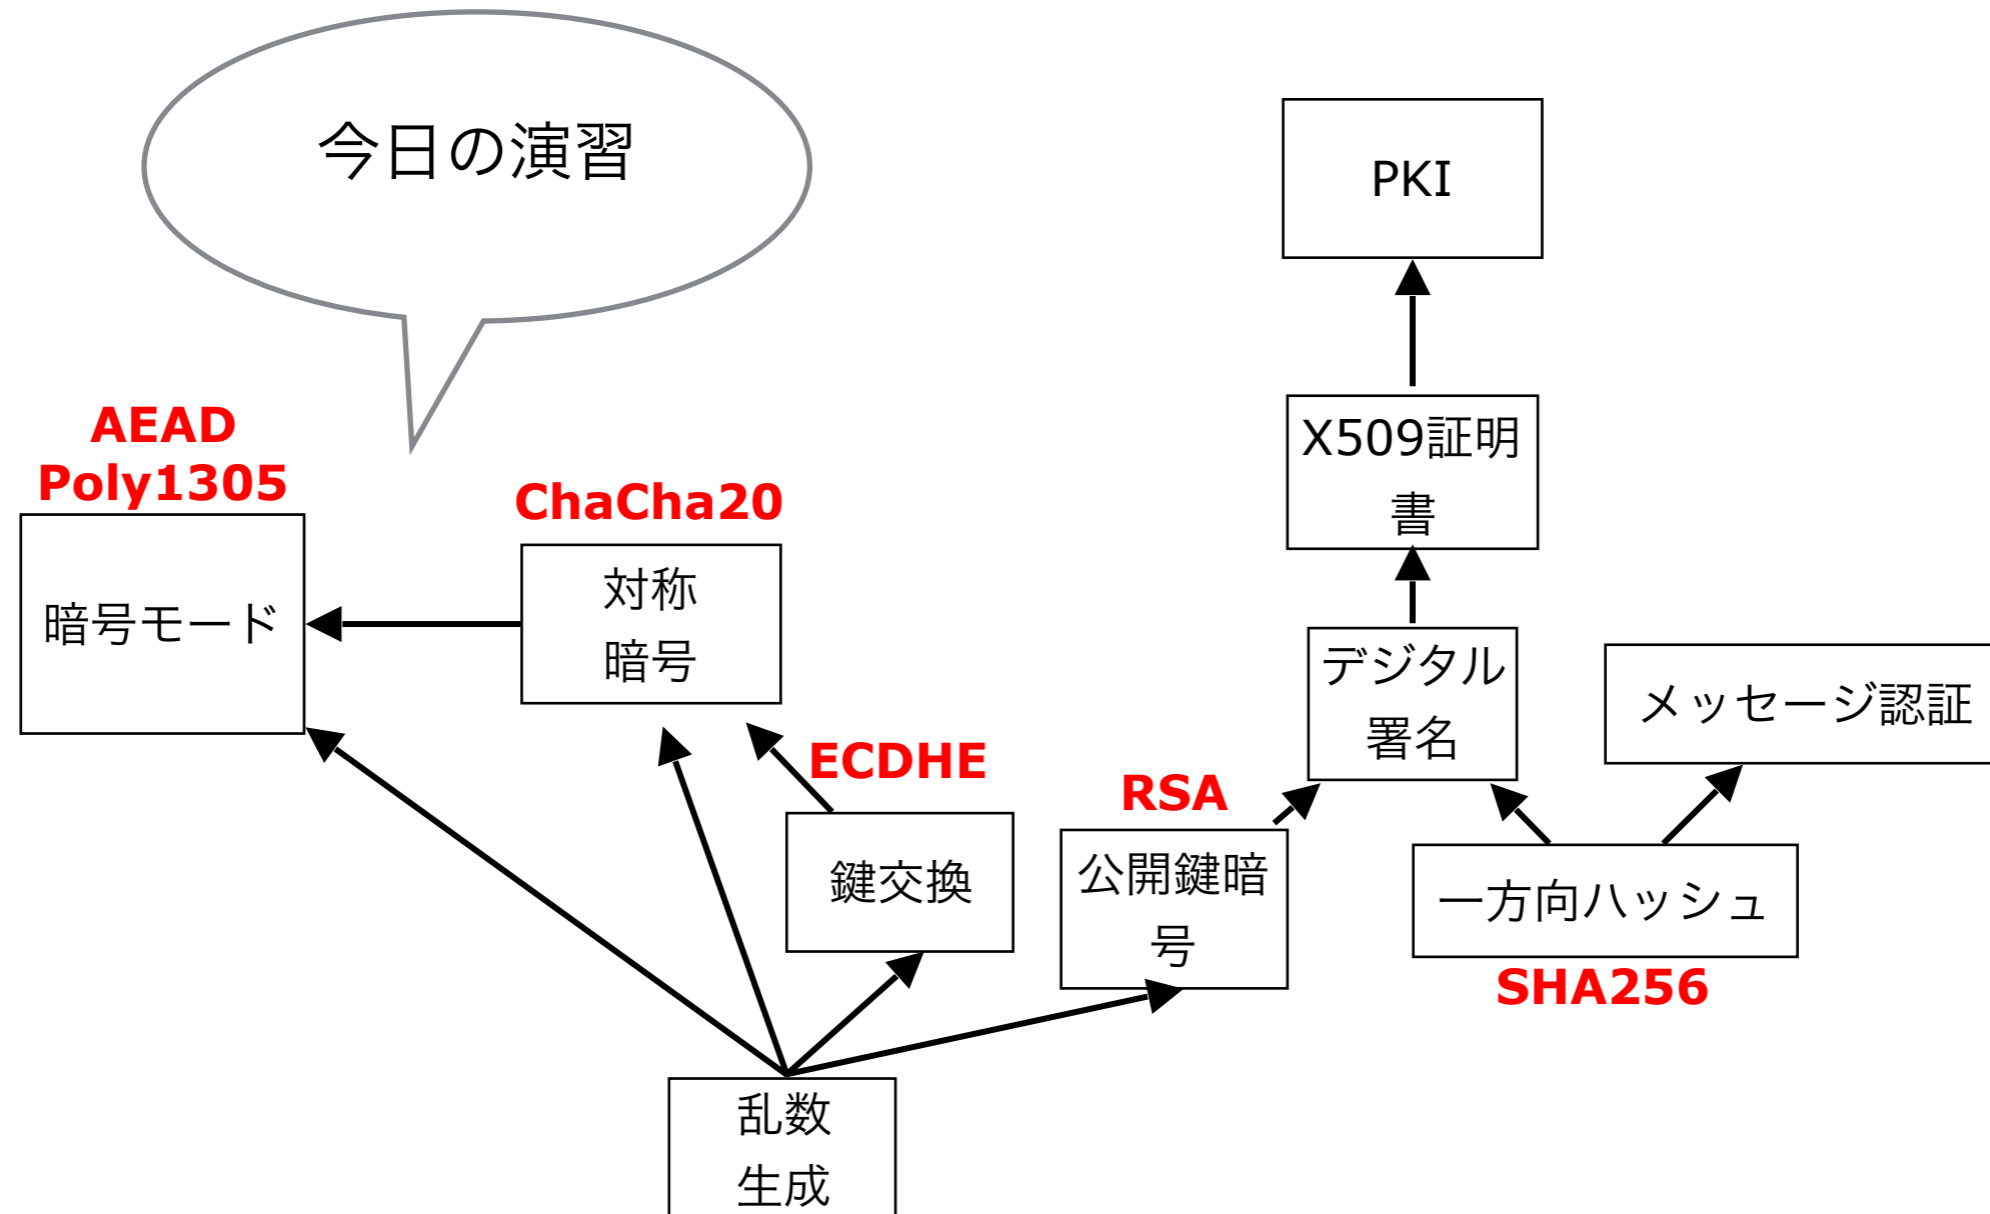 今日の演習
PKI
X509証明
書
AEAD
Poly1305
ChaCha20
暗号モード
対称
暗号
デジタル
署名
メッセージ認証
ECDHE
RSA
鍵交換
公開鍵暗
号
一方向ハッシュ
SHA256
乱数
生成